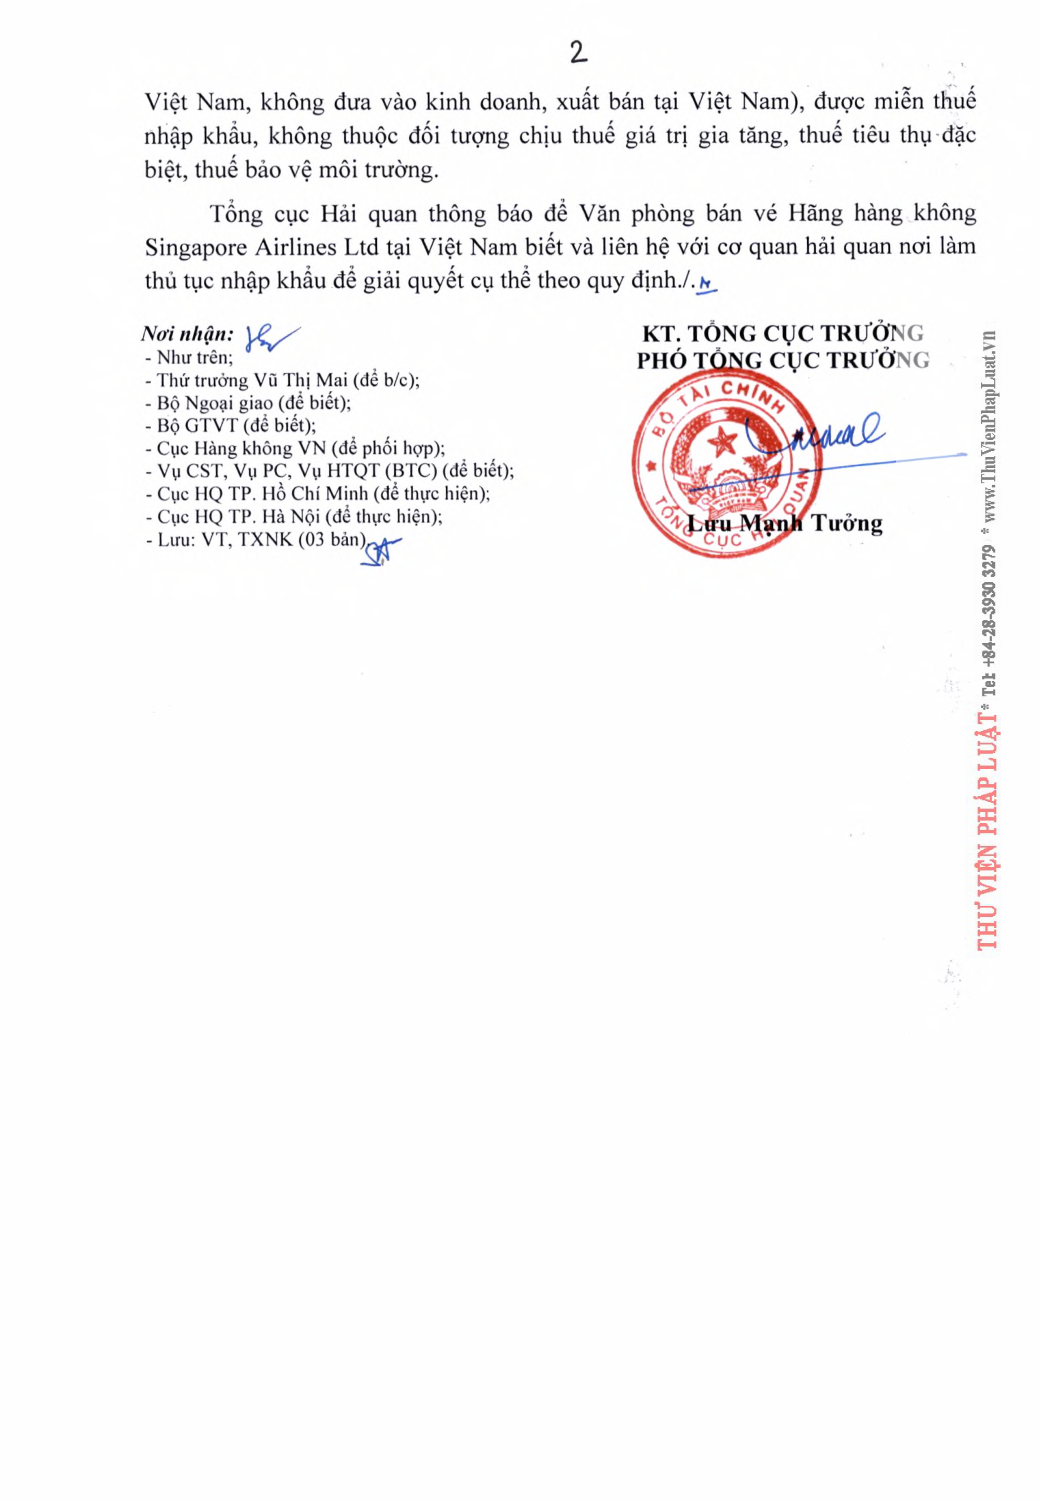 2
Việt Nam, không đưa vào kinh doanh, xuất bán tại Việt Nam), được miễn thuế
nhập khẩu, không thuộc đối tượng chịu thuế giá trị gia tăng, thuế tiêu thụ đặc
biệt, thuế bảo vệ môi trường.
Tổng cục Hải quan thông báo để Văn phòng bán vé Hãng hàng không
Singapore Airlines Ltd tại Việt Nam biết và liên hệ với cơ quan hải quan nơi làm
thủ tục nhập khẩu để giải quyết cụ thể theo quy định./.
Nơi nhận:
- Như trên;
- Thứ trưởng Vũ Thị Mai (để b/c);
- Bộ Ngoại giao (để biết);
- Bộ GTVT (để biết);
- Cục Hàng không VN (để phối hợp);
- Vụ CST, Vụ PC, Vụ HTQT (BTC) (để biết);
- Cục HQ TP. Hồ Chí Minh (để thực hiện);
- Cục HQ TP. Hà Nội (để thực hiện);
- Lưu: VT, TXNK (03 bản)
KT. TỔNG CỤC TRƯỞNG
PHÓ TỔNG CỤC TRƯỞNG
BỘ TÀI CHÍNH
TỔNG CỤC HẢI QUAN
VIỆT NAM
Lưu Mạnh Tưởng
THƯ VIỆN PHÁP LUẬT * Tel: +84-28-3930 3279 * www.ThuVienPhapLuat.vn